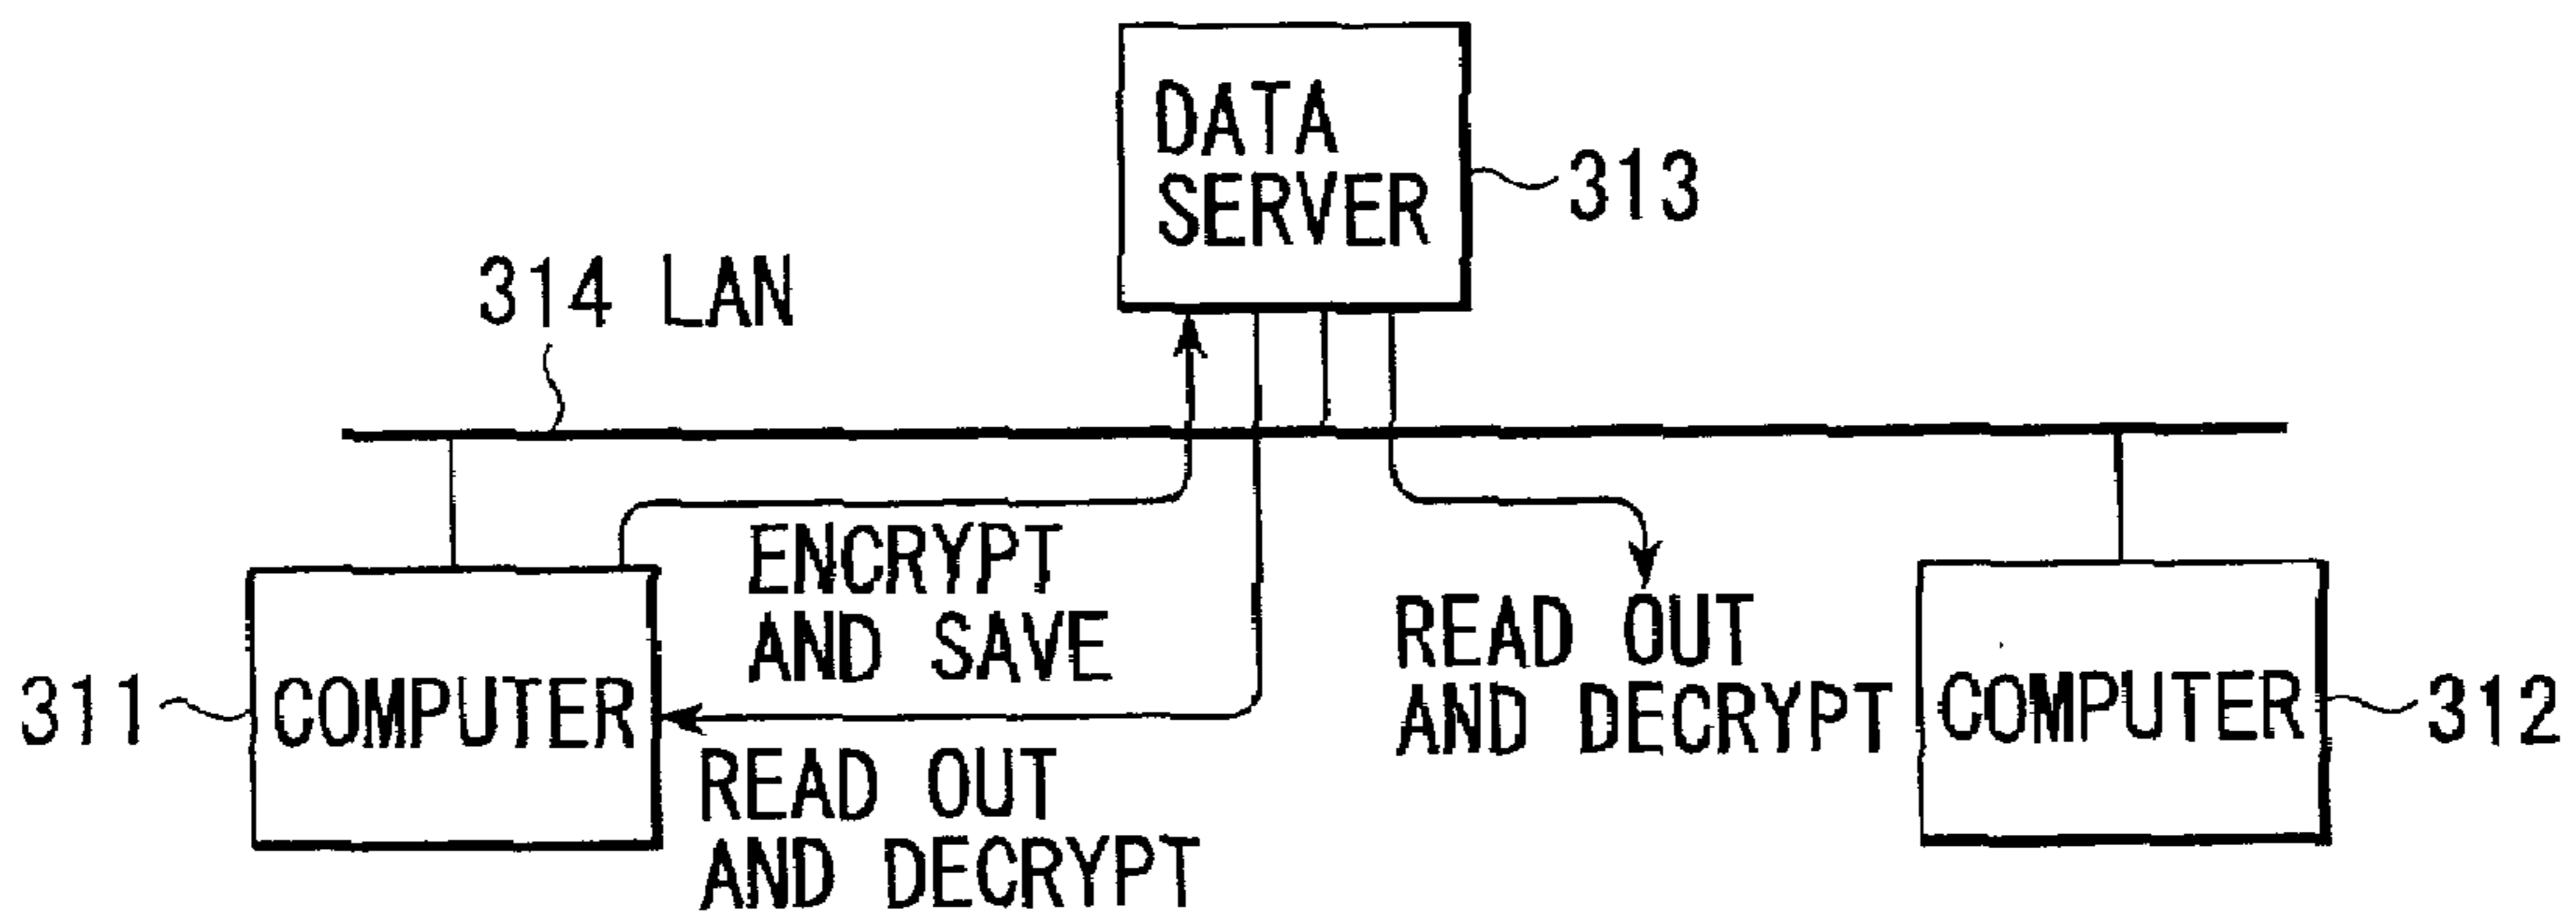 DATA
SERVER
313
314 LAN
ENCRYPT
AND SAVE
READ OUT
AND DECRYPT
311
COMPUTER
COMPUTER
312
READ OUT
AND DECRYPT